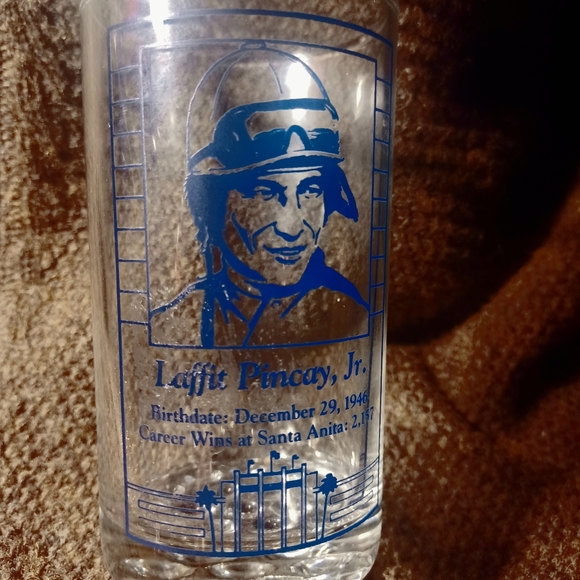 Laffit Pincay, Jr.
Birthdate: December 29, 1946
Career Wins at Santa Anita: